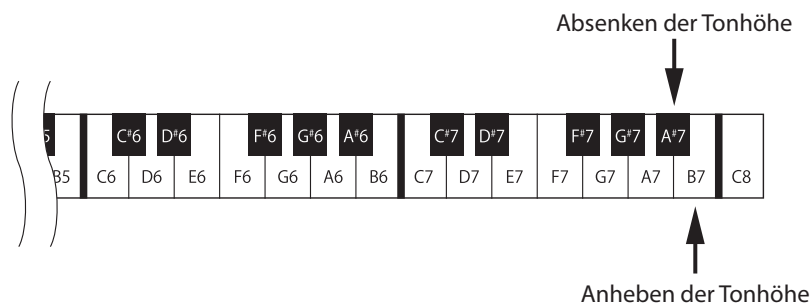 Absenken der Tonhöhe
C#6 D#6 F#6 G#6 A#6 C#7 D#7 F#7 G#7 A#7
B5 C6 D6 E6 F6 G6 A6 B6 C7 D7 E7 F7 G7 A7 B7 C8
Anheben der Tonhöhe